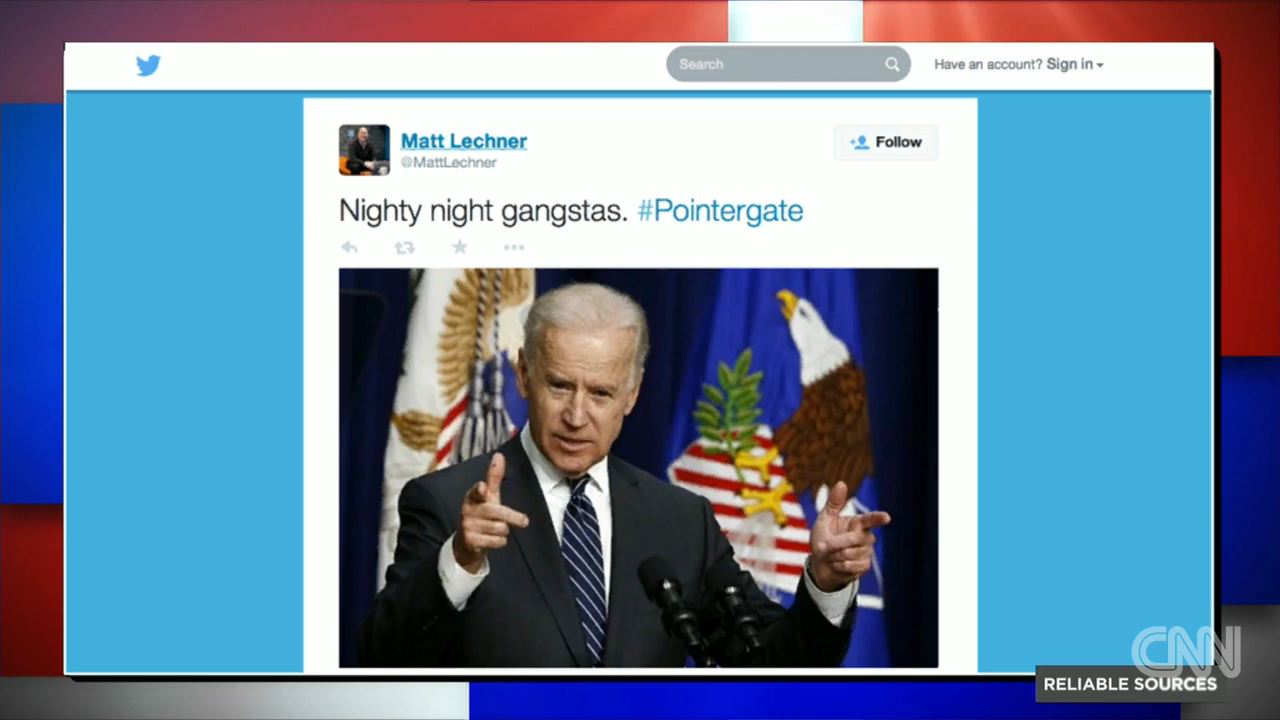 Search
Have an account? Sign in
Matt Lechner
@MattLechner
Follow
Nighty night gangstas. #Pointergate
CNN
RELIABLE SOURCES